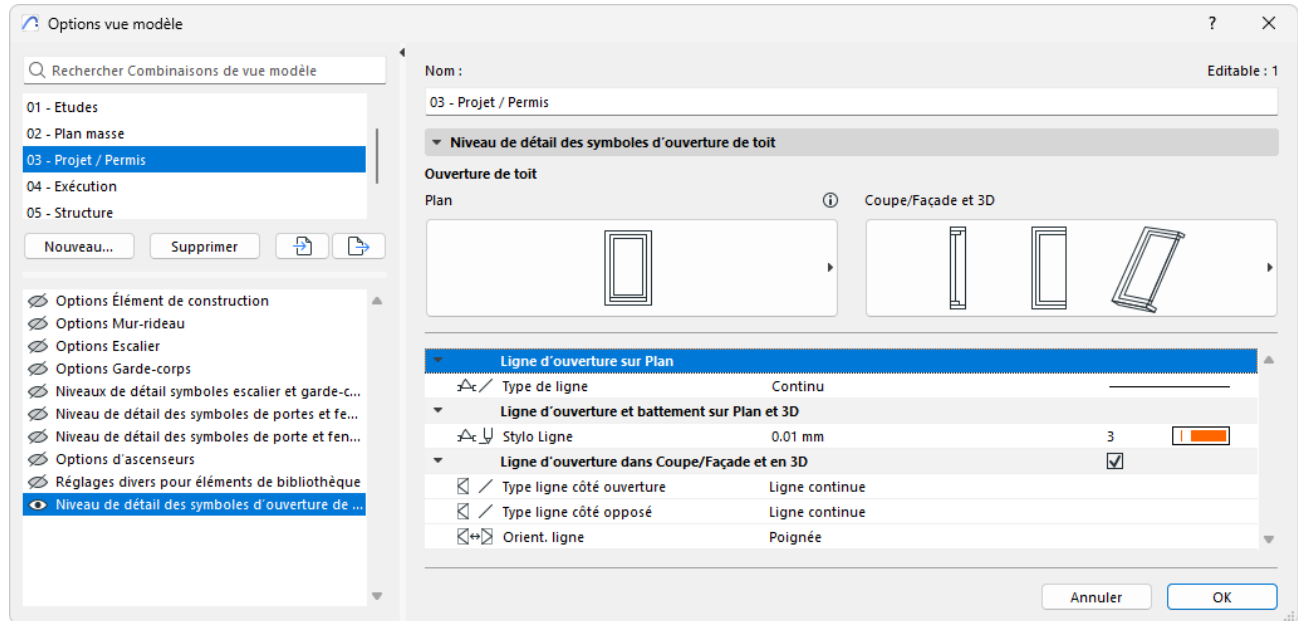 Options vue modèle
?
Rechercher Combinaisons de vue modèle
01 - Etudes
02 - Plan masse
03 - Projet / Permis
04 - Exécution
05 - Structure
Nouveau...
Supprimer
Options Élément de construction
Options Mur-rideau
Options Escalier
Options Garde-corps
Niveaux de détail symboles escalier et garde-c...
Niveau de détail des symboles de portes et fe...
Niveau de détail des symboles de porte et fen...
Options d'ascenseurs
Réglages divers pour éléments de bibliothèque
Niveau de détail des symboles d'ouverture de ...
Nom :
Editable : 1
03 - Projet / Permis
Niveau de détail des symboles d'ouverture de toit
Ouverture de toit
Plan
Coupe/Façade et 3D
Ligne d'ouverture sur Plan
Type de ligne Continu
Ligne d'ouverture et battement sur Plan et 3D
Stylo Ligne 0.01 mm 3
Ligne d'ouverture dans Coupe/Façade et en 3D
Type ligne côté ouverture Ligne continue
Type ligne côté opposé Ligne continue
Orient. ligne Poignée
Annuler
OK